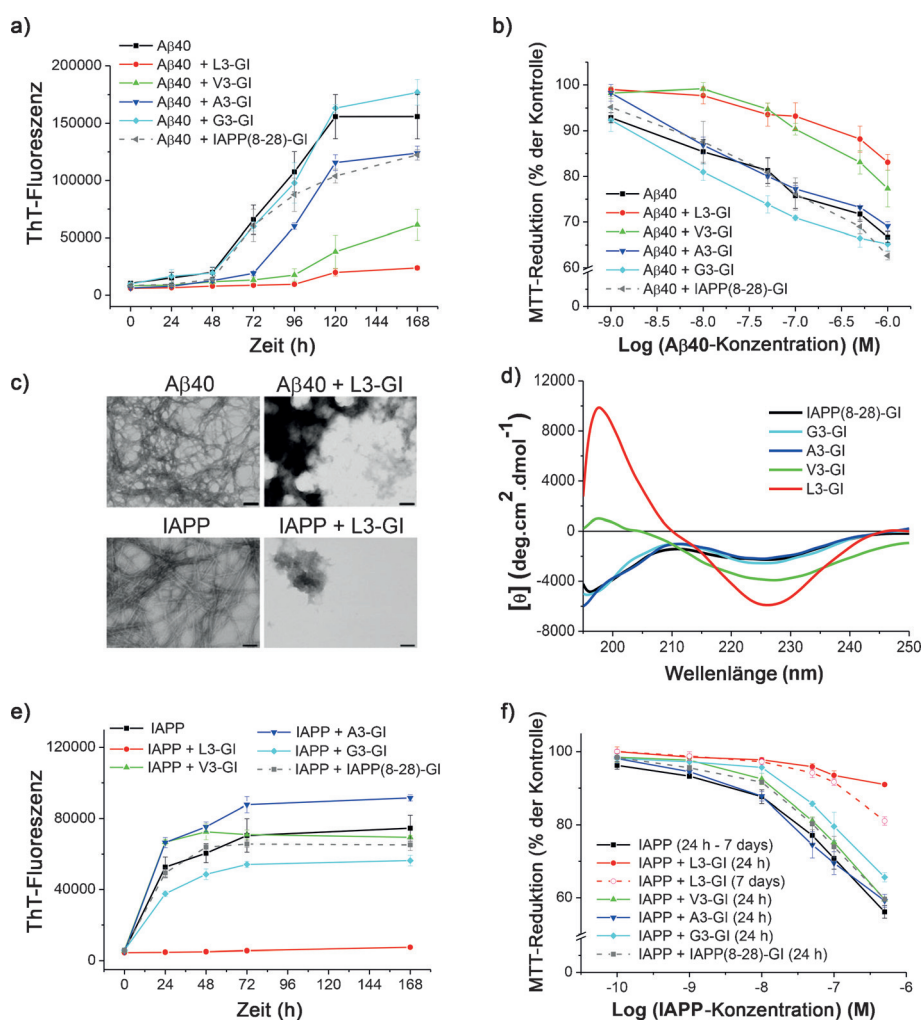 a)
Aβ40
Aβ40 + L3-GI
Aβ40 + V3-GI
Aβ40 + A3-GI
Aβ40 + G3-GI
Aβ40 + IAPP(8-28)-GI
ThT-Fluoreszenz
200000
150000
100000
50000
0
0 24 48 72 96 120 144 168
Zeit (h)
b)
MTT-Reduktion (% der Kontrolle)
100
90
80
70
60
0
Aβ40
Aβ40 + L3-GI
Aβ40 + V3-GI
Aβ40 + A3-GI
Aβ40 + G3-GI
Aβ40 + IAPP(8-28)-GI
-9.0 -8.5 -8.0 -7.5 -7.0 -6.5 -6.0
Log (Aβ40-Konzentration) (M)
c)
Aβ40
Aβ40 + L3-GI
IAPP
IAPP + L3-GI
d)
[θ] (deg.cm².dmol⁻¹)
12000
8000
4000
0
-4000
-8000
IAPP(8-28)-GI
G3-GI
A3-GI
V3-GI
L3-GI
200 210 220 230 240 250
Wellenlänge (nm)
e)
IAPP
IAPP + L3-GI
IAPP + V3-GI
IAPP + A3-GI
IAPP + G3-GI
IAPP + IAPP(8-28)-GI
ThT-Fluoreszenz
120000
80000
40000
0
0 24 48 72 96 120 144 168
Zeit (h)
f)
MTT-Reduktion (% der Kontrolle)
100
80
60
0
IAPP (24 h - 7 days)
IAPP + L3-GI (24 h)
IAPP + L3-GI (7 days)
IAPP + V3-GI (24 h)
IAPP + A3-GI (24 h)
IAPP + G3-GI (24 h)
IAPP + IAPP(8-28)-GI (24 h)
-10 -9 -8 -7 -6
Log (IAPP-Konzentration) (M)